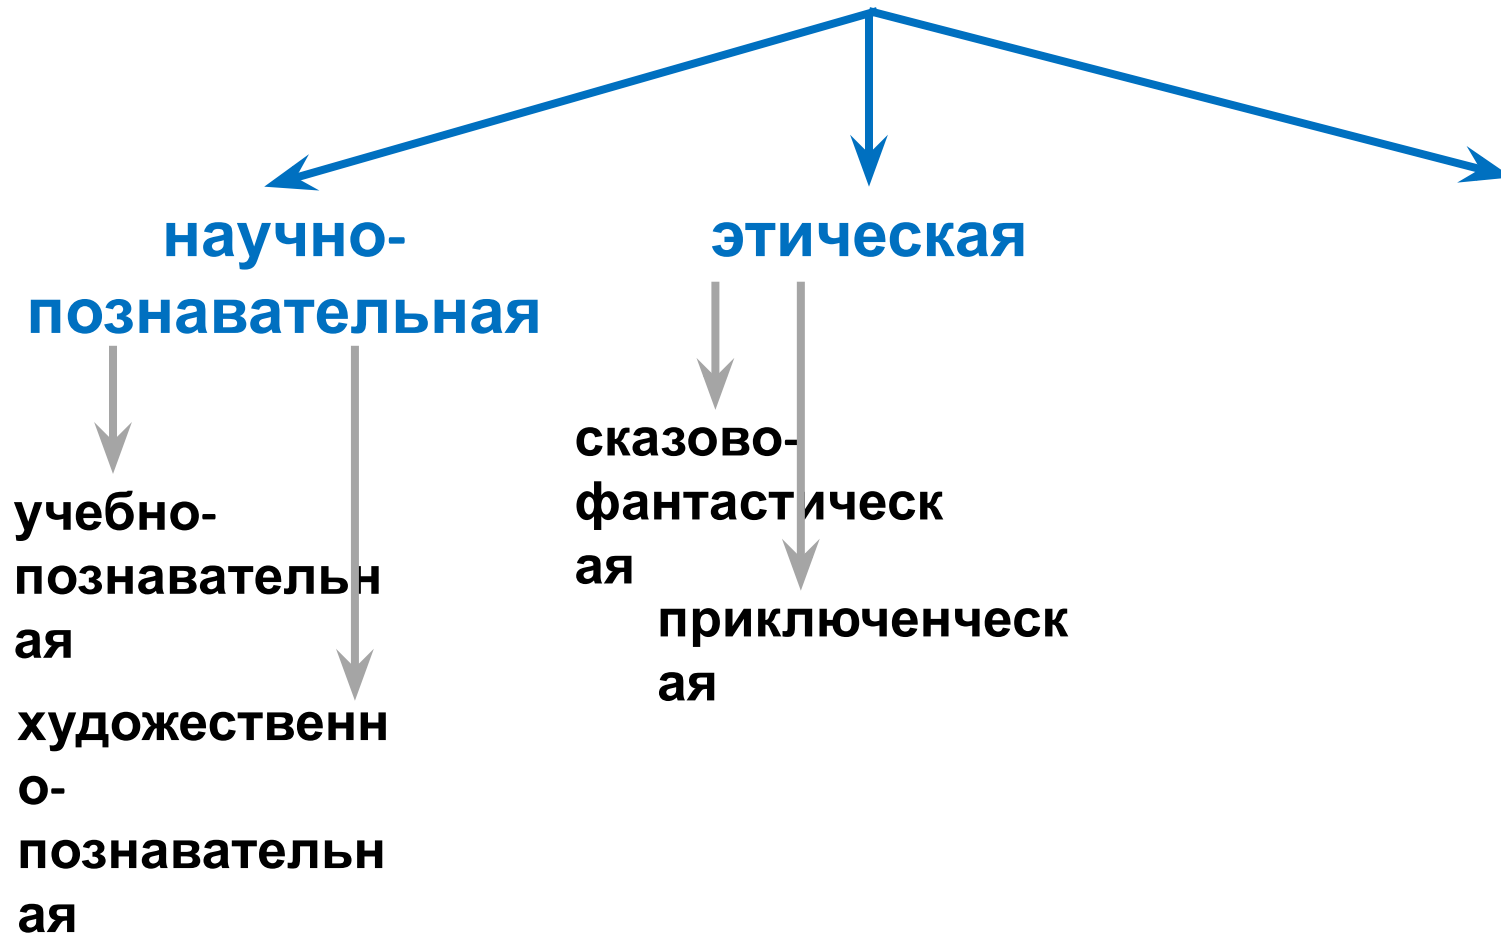 научно-
познавательная
этическая
учебно-
познавательн
ая
художественн
о-
познавательн
ая
сказово-
фантастическ
ая
приключенческ
ая